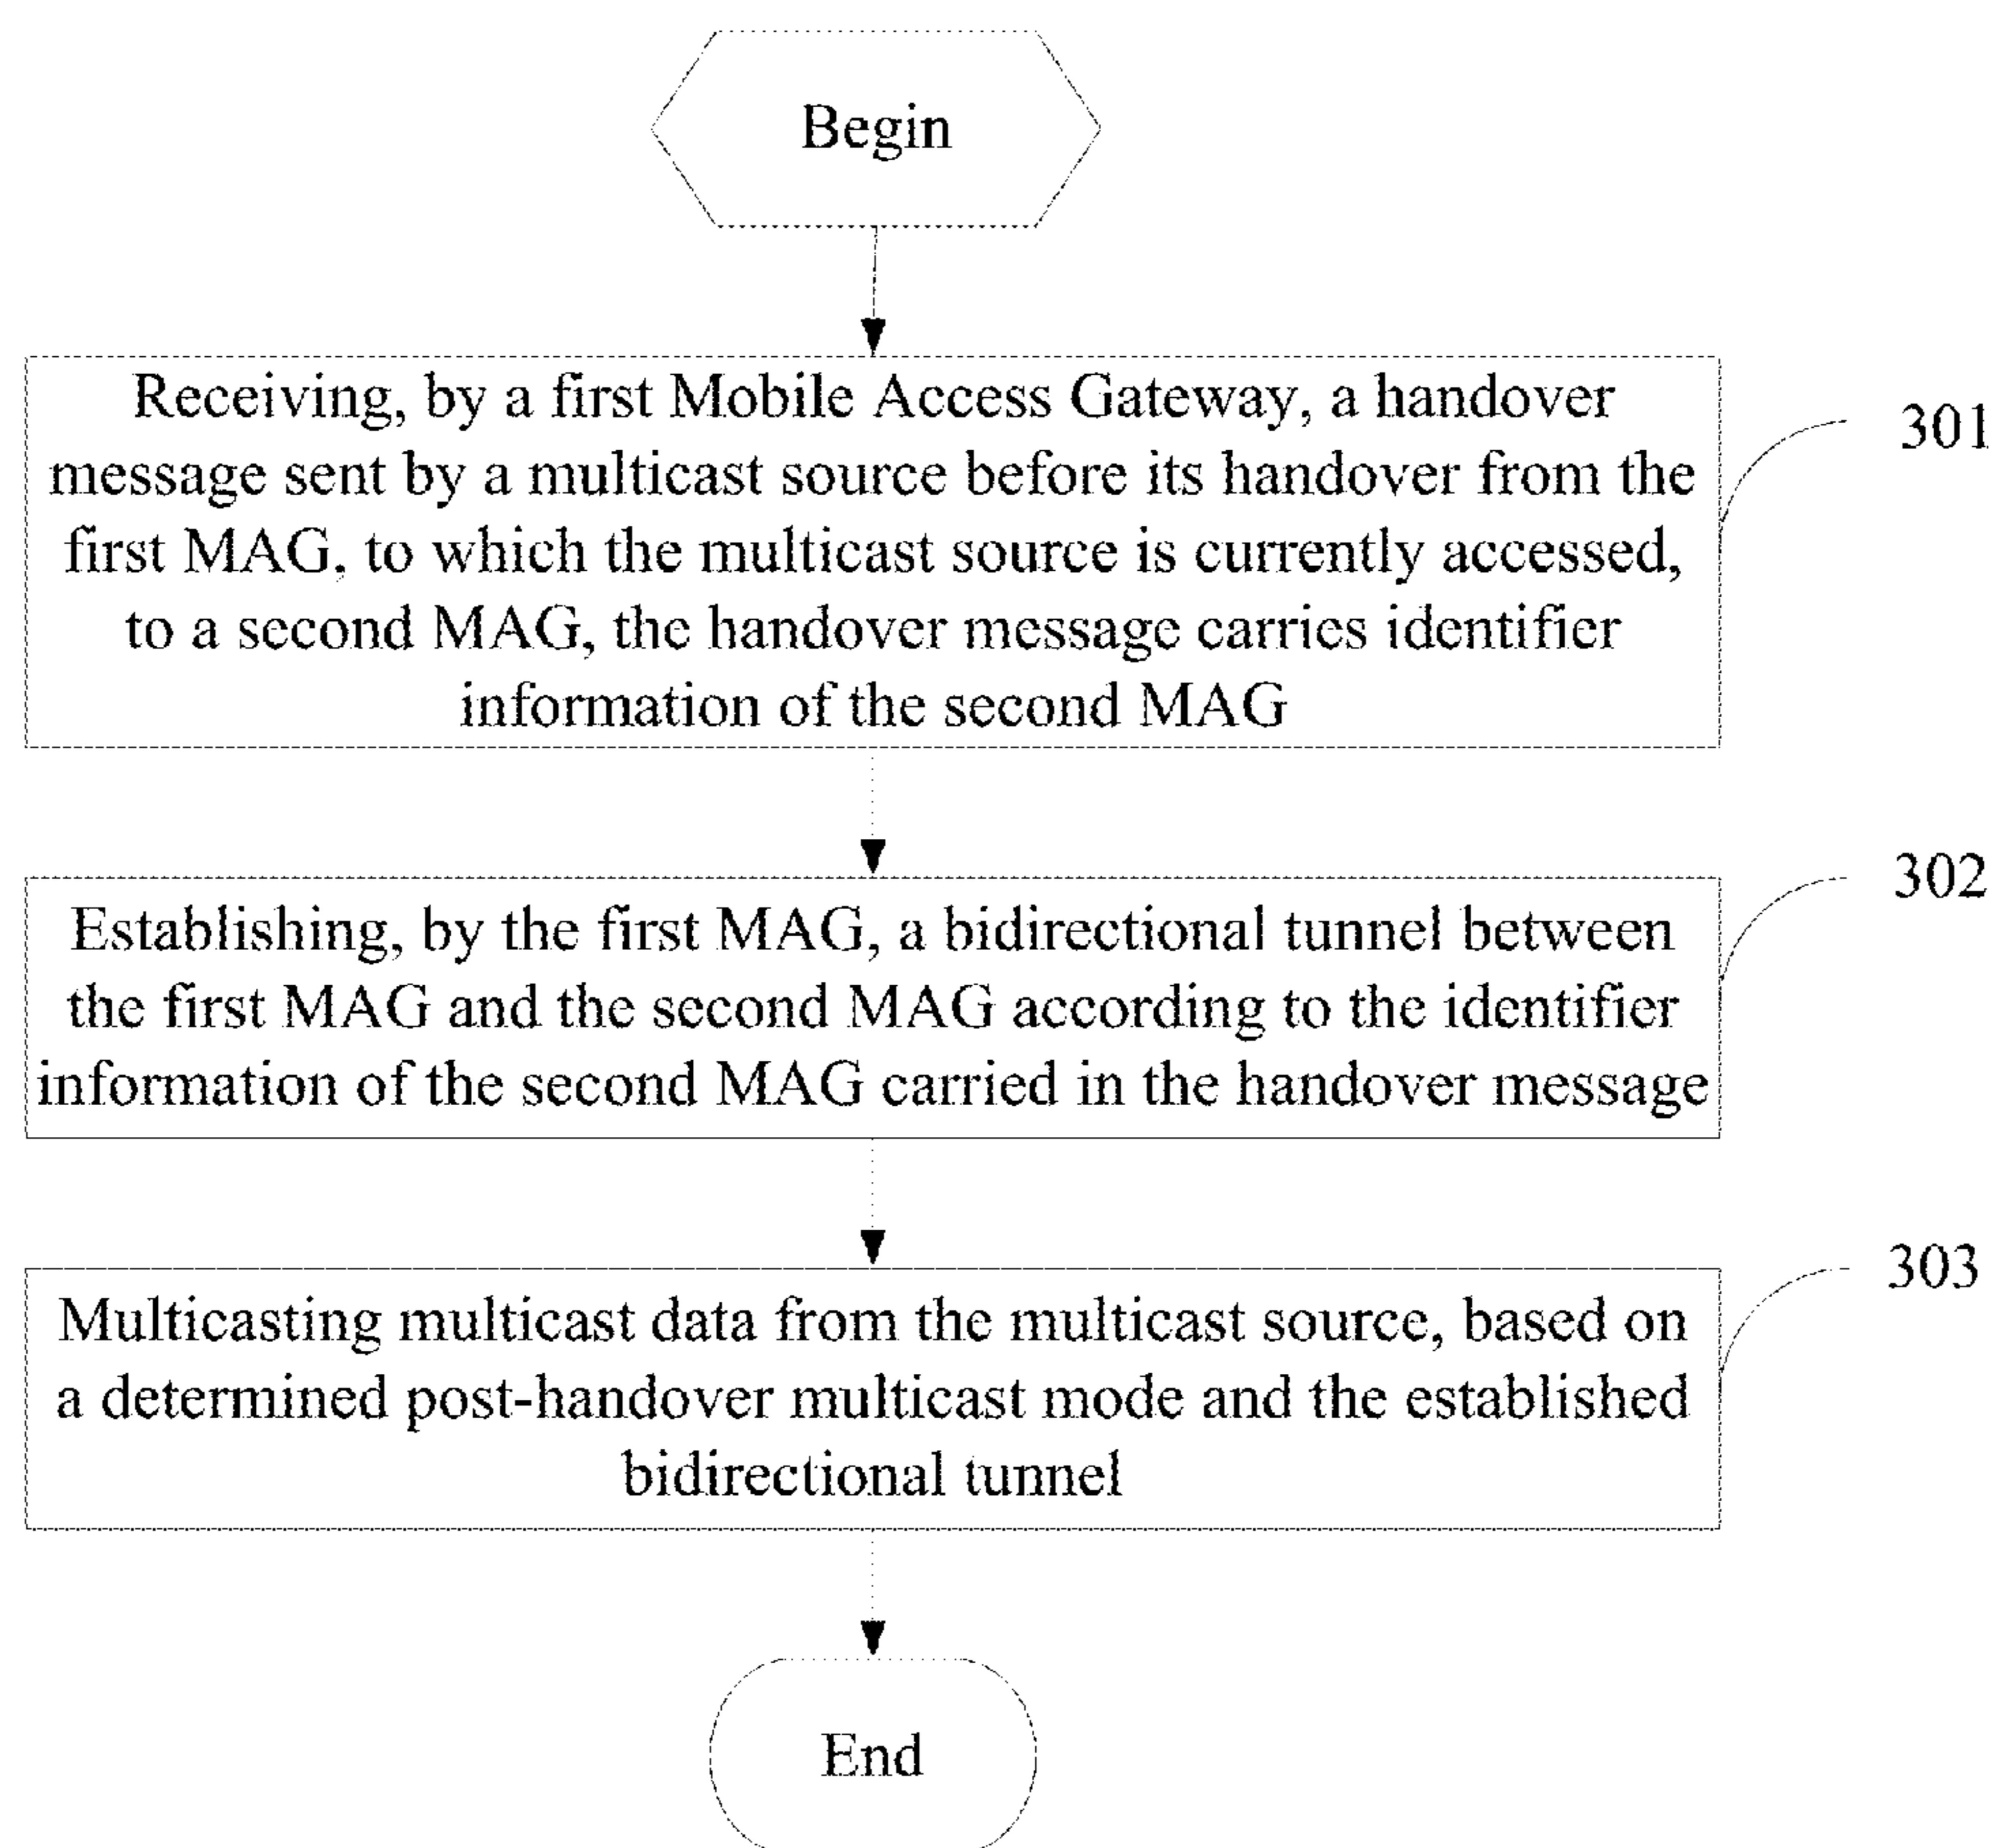 Begin
Receiving, by a first Mobile Access Gateway, a handover
message sent by a multicast source before its handover from the
first MAG, to which the multicast source is currently accessed,
to a second MAG, the handover message carries identifier
information of the second MAG
301
Establishing, by the first MAG, a bidirectional tunnel between
the first MAG and the second MAG according to the identifier
information of the second MAG carried in the handover message
302
Multicasting multicast data from the multicast source, based on
a determined post-handover multicast mode and the established
bidirectional tunnel
303
End